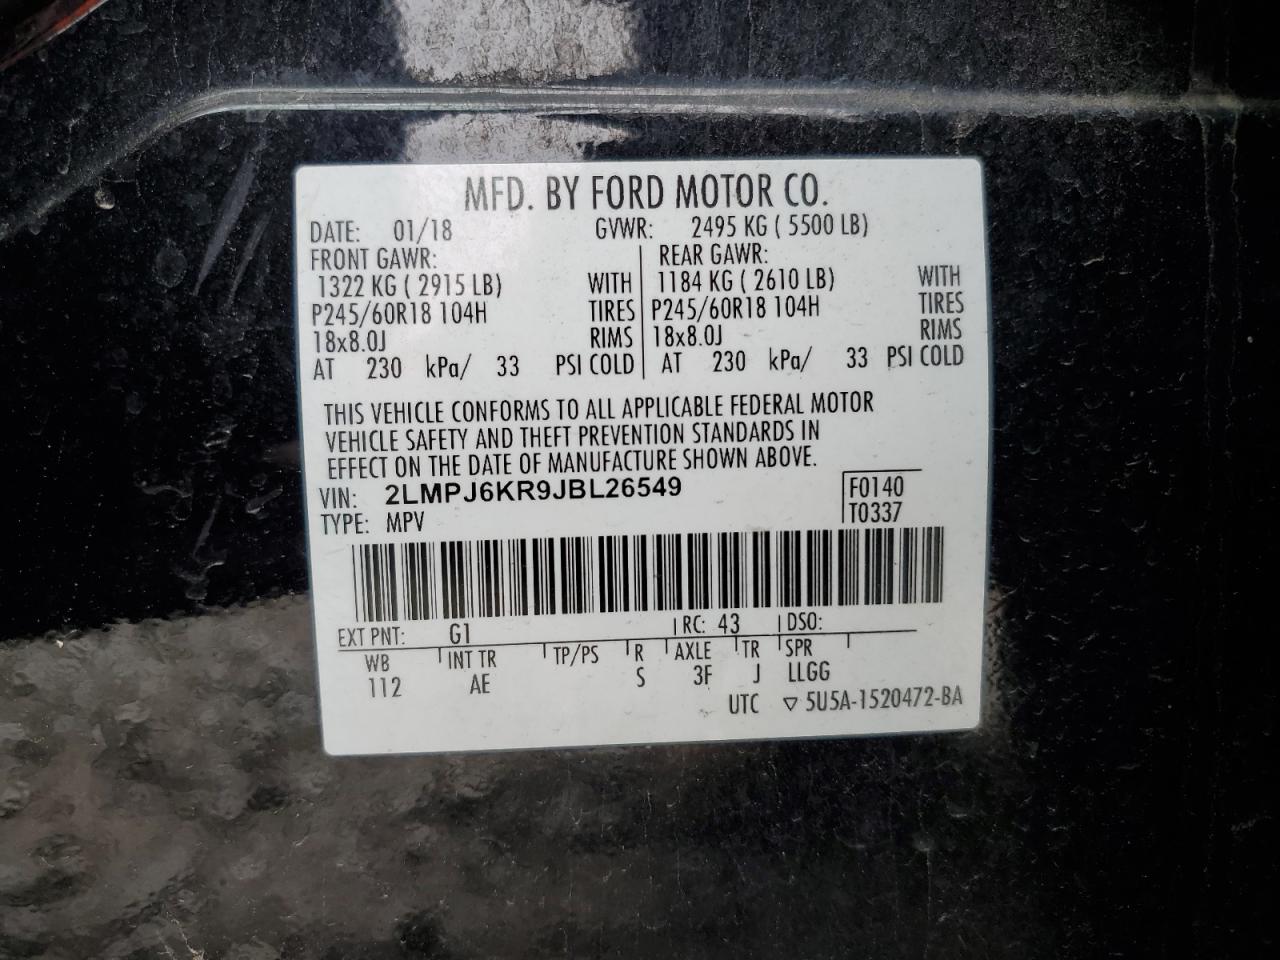 MFD. BY FORD MOTOR CO.
DATE: 01/18 GVWR: 2495 KG ( 5500 LB)
FRONT GAWR: REAR GAWR:
1322 KG ( 2915 LB) WITH 1184 KG ( 2610 LB) WITH
P245/60R18 104H TIRES P245/60R18 104H TIRES
18x8.0J RIMS 18x8.0J RIMS
AT 230 kPa/ 33 PSI COLD AT 230 kPa/ 33 PSI COLD
THIS VEHICLE CONFORMS TO ALL APPLICABLE FEDERAL MOTOR
VEHICLE SAFETY AND THEFT PREVENTION STANDARDS IN
EFFECT ON THE DATE OF MANUFACTURE SHOWN ABOVE.
VIN: 2LMPJ6KR9JBL26549 F0140
TYPE: MPV T0337
EXT PNT: G1 RC: 43 DSO:
WB INT TR TP/PS R AXLE TR SPR
112 AE S 3F J LLGG
UTC ▽ 5U5A-1520472-BA